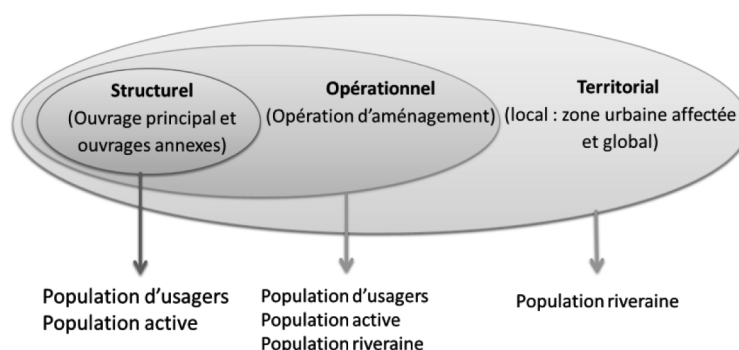 Structurel
(Ouvrage principal et
ouvrages annexes)
Opérationnel
(Opération d’aménagement)
Territorial
(local : zone urbaine affectée
et global)
Population d’usagers
Population active
Population d’usagers
Population active
Population riveraine
Population riveraine